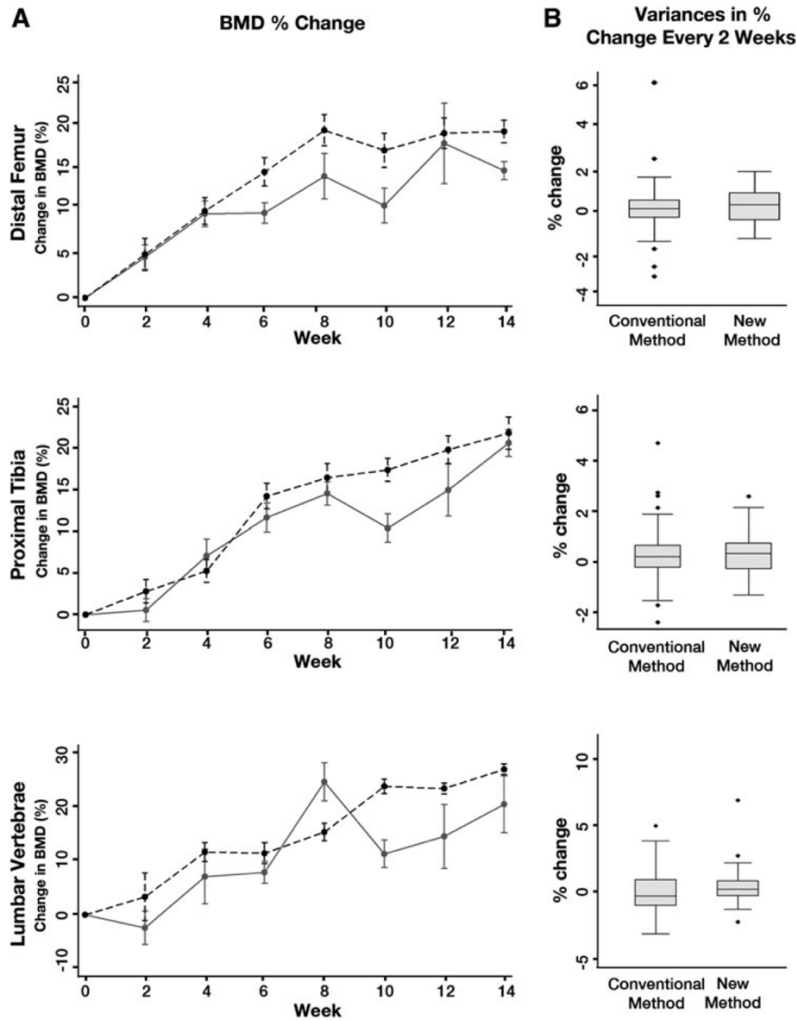 A
BMD % Change
B
Variances in %
Change Every 2 Weeks
Distal Femur
Change in BMD (%)
25
20
15
10
5
0
0 2 4 6 8 10 12 14
Week
% change
6
4
2
0
-2
-4
Conventional Method
New Method
Proximal Tibia
Change in BMD (%)
25
20
15
10
5
0
0 2 4 6 8 10 12 14
Week
% change
6
4
2
0
-2
Conventional Method
New Method
Lumbar Vertebrae
Change in BMD (%)
30
20
10
0
-10
0 2 4 6 8 10 12 14
Week
% change
10
5
0
-5
Conventional Method
New Method